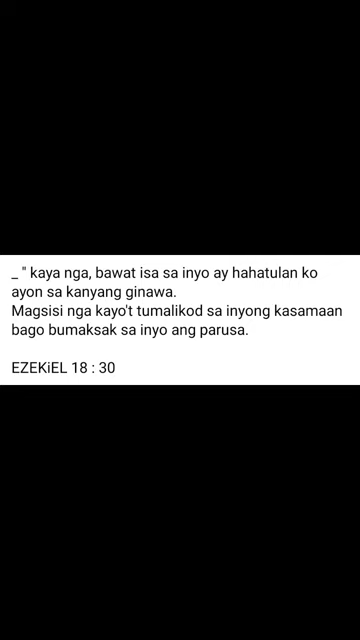 _ " kaya nga, bawat isa sa inyo ay hahatulan ko
ayon sa kanyang ginawa.
Magsisi nga kayo't tumalikod sa inyong kasamaan
bago bumaksak sa inyo ang parusa.
EZEKiEL 18 : 30